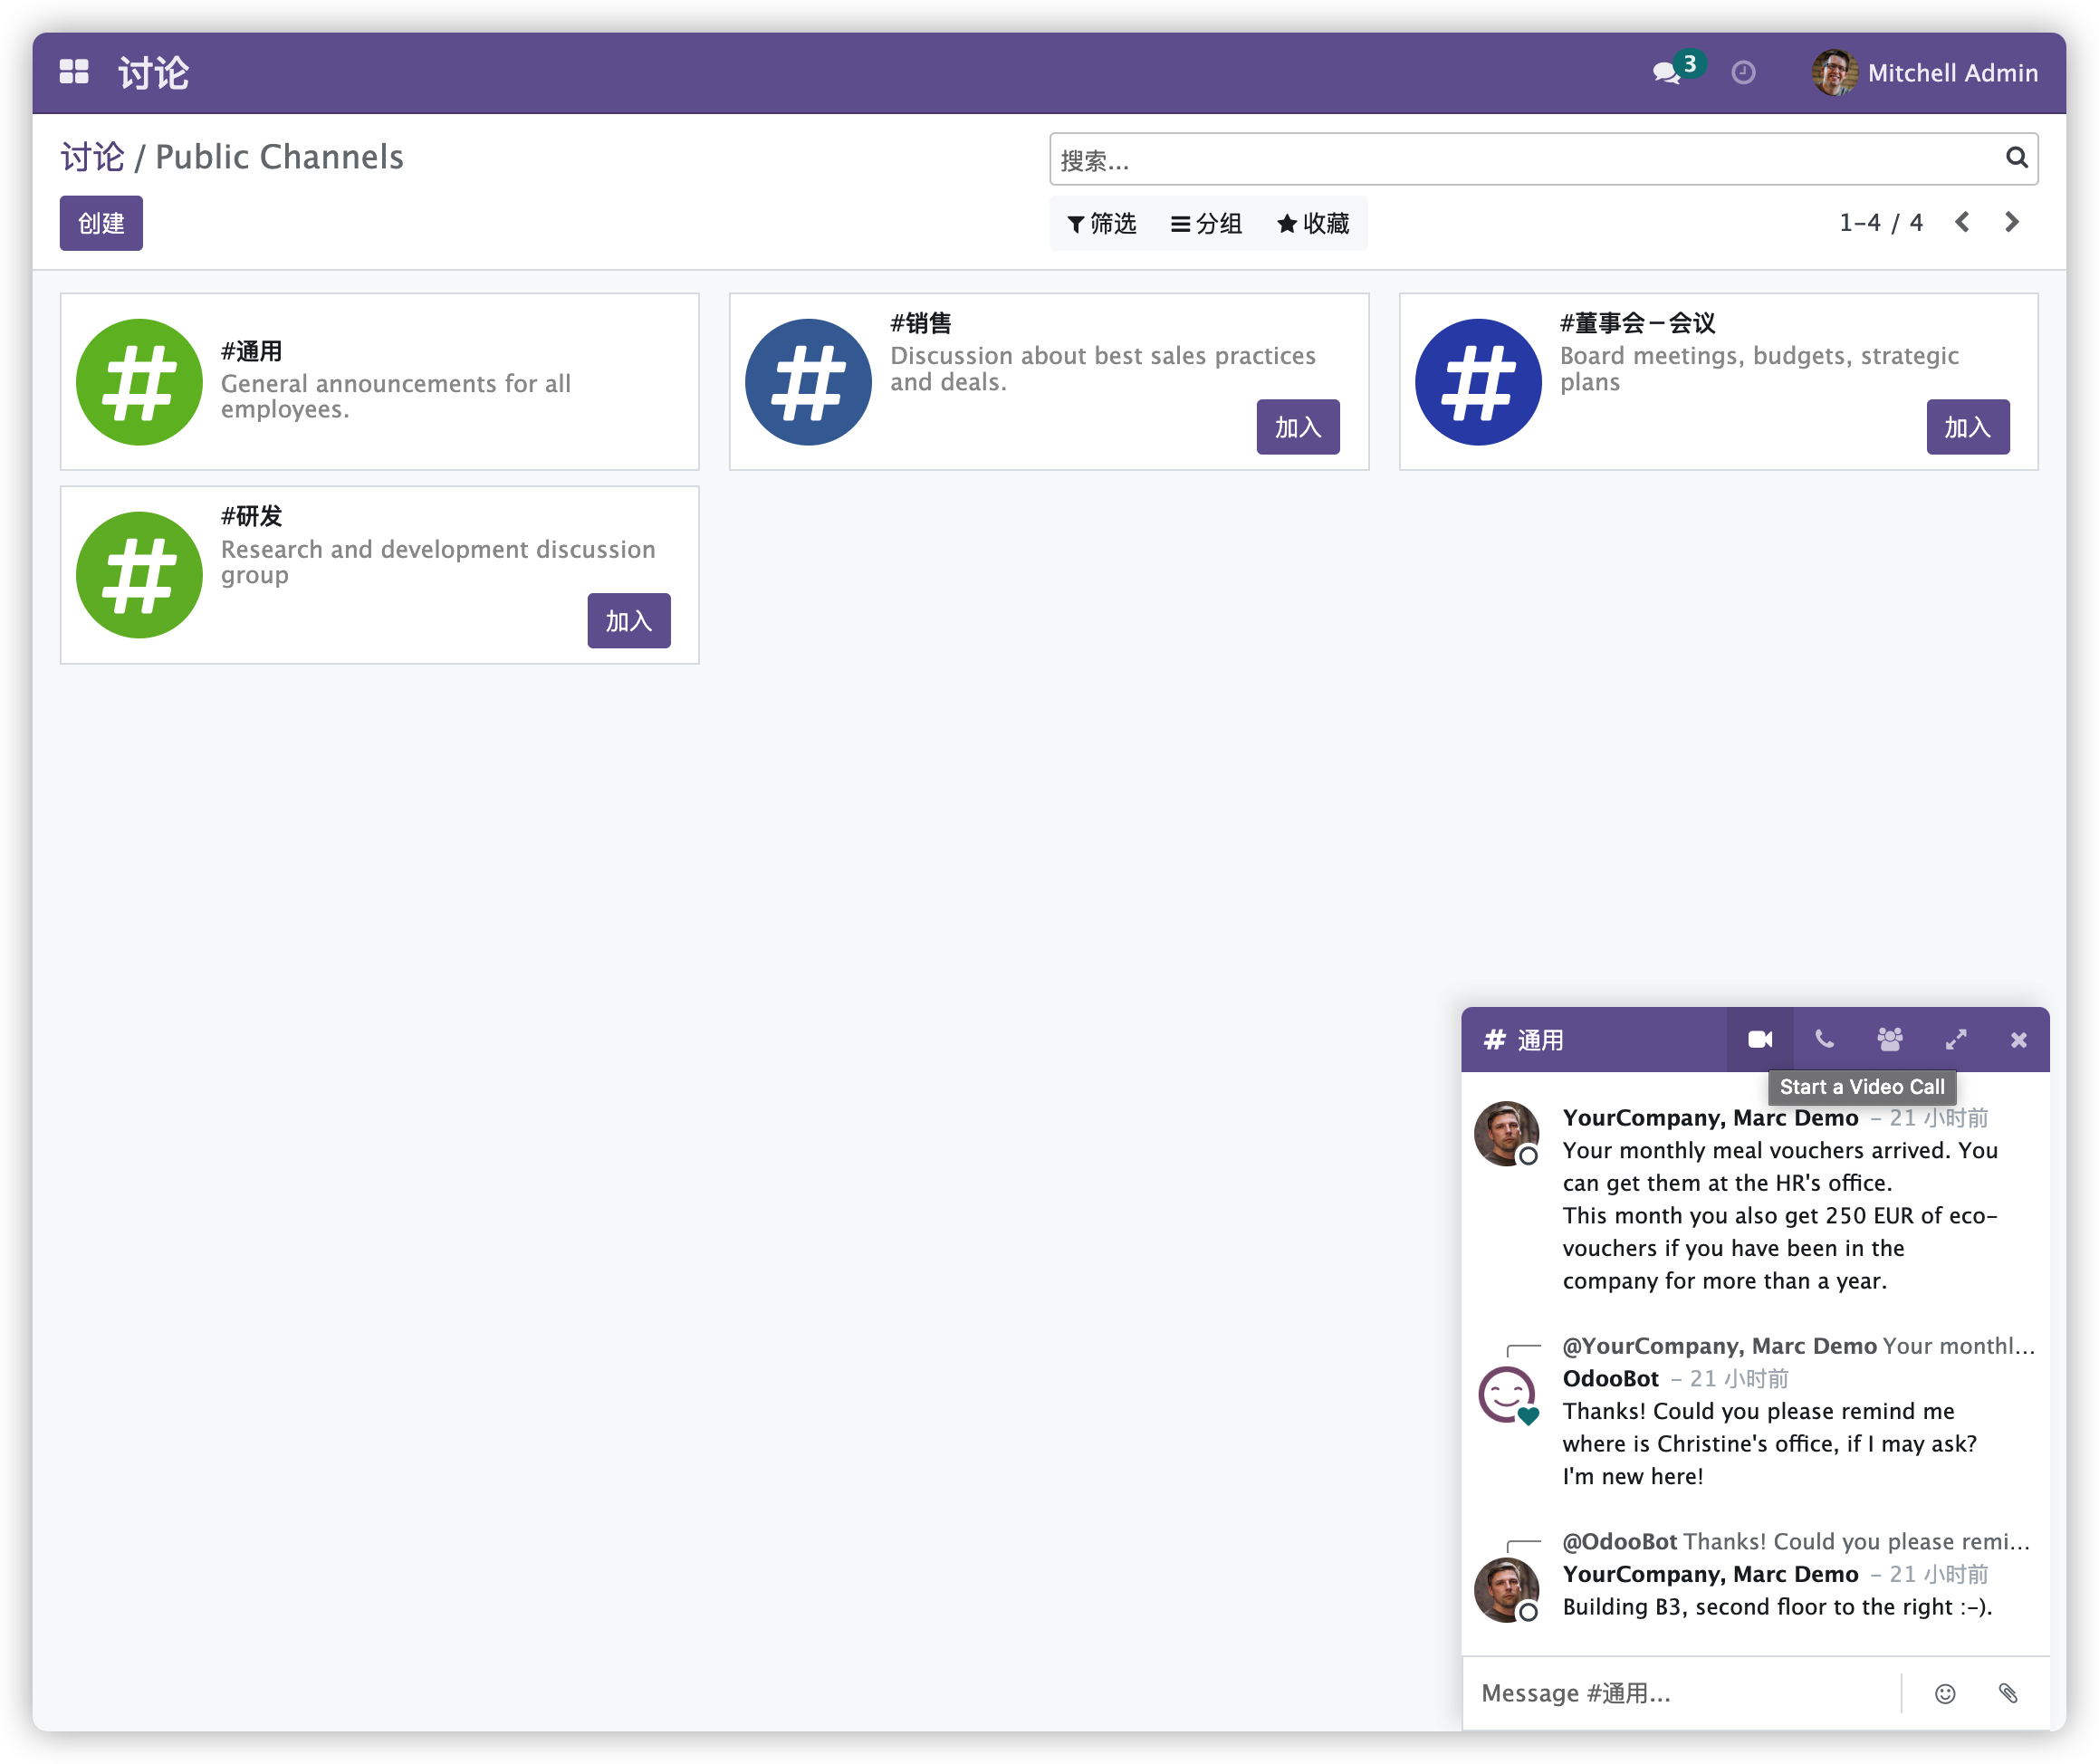 讨论
3
Mitchell Admin
讨论 / Public Channels
搜索...
创建
筛选 分组 收藏
1-4 / 4
#通用
General announcements for all
employees.
#销售
Discussion about best sales practices
and deals.
加入
#董事会－会议
Board meetings, budgets, strategic
plans
加入
#研发
Research and development discussion
group
加入
# 通用
Start a Video Call
YourCompany, Marc Demo - 21 小时前
Your monthly meal vouchers arrived. You
can get them at the HR's office.
This month you also get 250 EUR of eco-
vouchers if you have been in the
company for more than a year.
@YourCompany, Marc Demo Your monthl...
OdooBot - 21 小时前
Thanks! Could you please remind me
where is Christine's office, if I may ask?
I'm new here!
@OdooBot Thanks! Could you please remi...
YourCompany, Marc Demo - 21 小时前
Building B3, second floor to the right :-).
Message #通用...